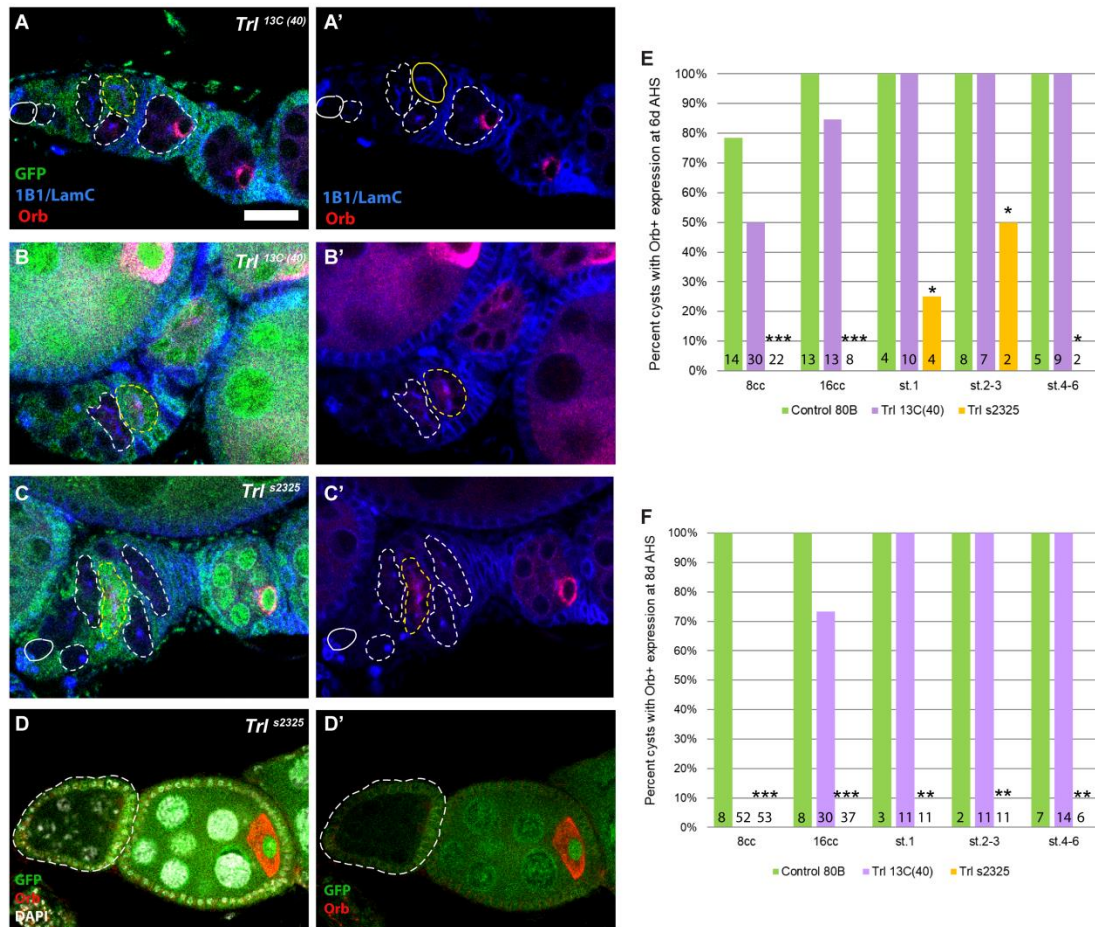 A
Trl 13C (40)
GFP
1B1/LamC
Orb
A'
1B1/LamC
Orb
B
Trl 13C (40)
B'
C
Trl s2325
C'
D
Trl s2325
GFP
Orb
DAPI
D'
GFP
Orb
E
Percent cysts with Orb+ expression at 6d AHS
100%
90%
80%
70%
60%
50%
40%
30%
20%
10%
0%
14 30 *** 22
13 13 *** 8
4 10 * 4
8 7 * 2
5 9 * 2
8cc 16cc st.1 st.2-3 st.4-6
Control 80B Trl 13C(40) Trl s2325
F
Percent cysts with Orb+ expression at 8d AHS
100%
90%
80%
70%
60%
50%
40%
30%
20%
10%
0%
8 52 *** 53
8 30 *** 37
3 11 ** 11
2 11 ** 11
7 14 ** 6
8cc 16cc st.1 st.2-3 st.4-6
Control 80B Trl 13C(40) Trl s2325